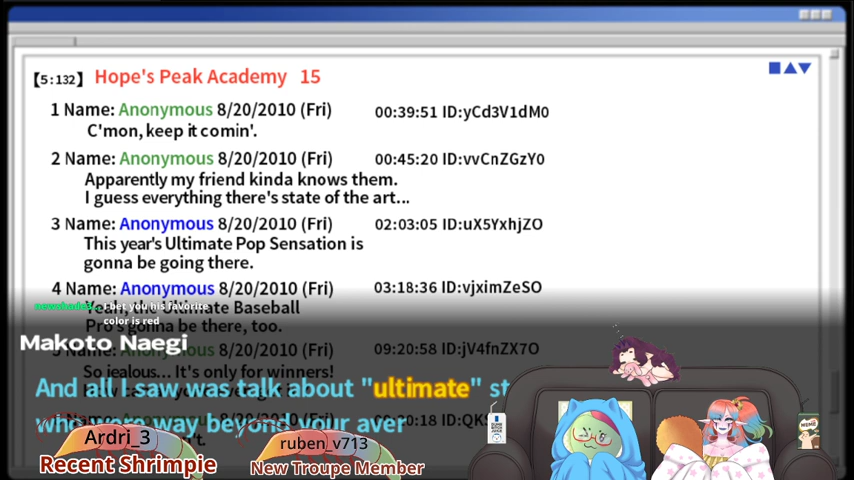 【5:132】 Hope's Peak Academy 15
1 Name: Anonymous 8/20/2010 (Fri) 00:39:51 ID:yCd3V1dM0
C'mon, keep it comin'.
2 Name: Anonymous 8/20/2010 (Fri) 00:45:20 ID:vvCnZGzY0
Apparently my friend kinda knows them.
I guess everything there's state of the art...
3 Name: Anonymous 8/20/2010 (Fri) 02:03:05 ID:uX5YxhjZO
This year's Ultimate Pop Sensation is
gonna be going there.
4 Name: Anonymous 8/20/2010 (Fri) 03:18:36 ID:vjximZeSO
Yeah, the Ultimate Baseball
Pro's gonna be there, too.
I bet you his favorite
color is red
Makoto Naegi
09:20:58 ID:jV4fnZX7O
So jealous... It's only for winners!
And all I saw was talk about "ultimate" st
way beyond your aver
Ardri_3
Recent Shrimpie
ruben_v713
New Troupe Member